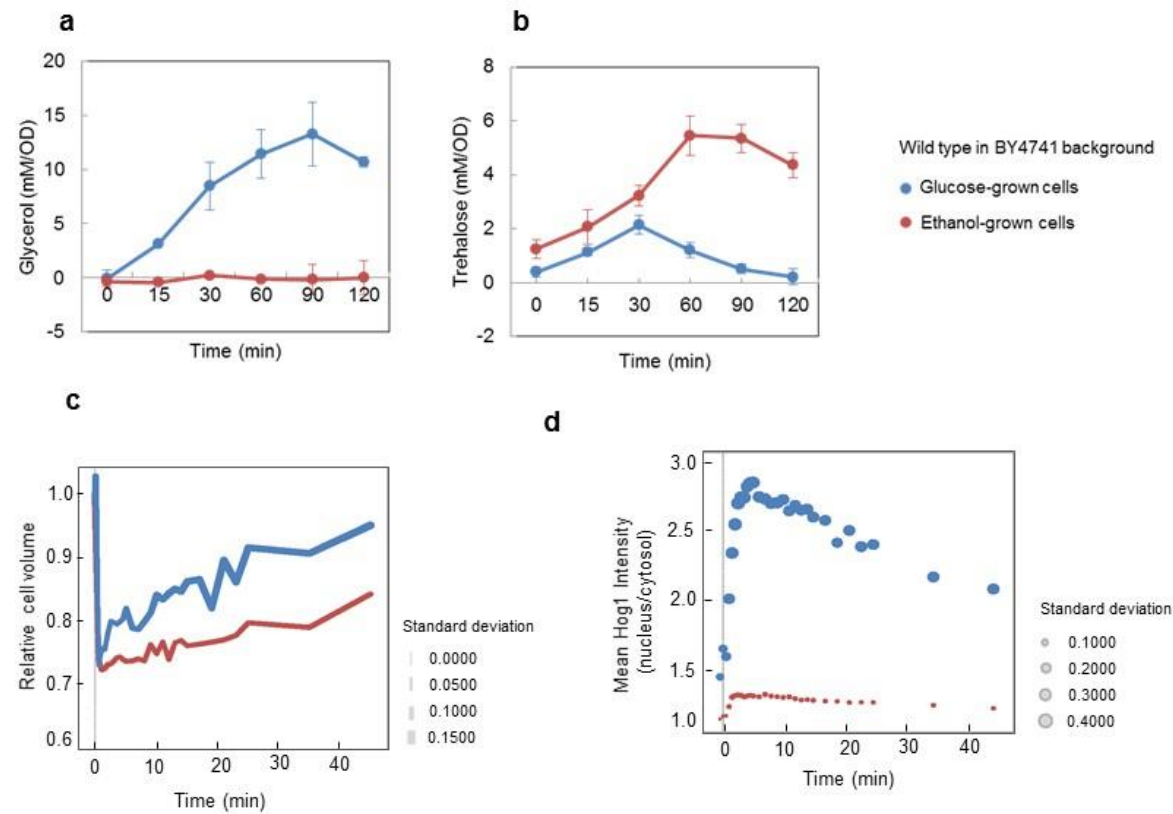 a
Glycerol (mM/OD)
20
15
10
5
0
-5
0 15 30 60 90 120
Time (min)
b
Trehalose (mM/OD)
8
6
4
2
0
-2
0 15 30 60 90 120
Time (min)
Wild type in BY4741 background
Glucose-grown cells
Ethanol-grown cells
c
Relative cell volume
1.0
0.9
0.8
0.7
0.6
0 10 20 30 40
Time (min)
Standard deviation
0.0000
0.0500
0.1000
0.1500
d
Mean Hog1 Intensity
(nucleus/cytosol)
3.0
2.5
2.0
1.5
1.0
0 10 20 30 40
Time (min)
Standard deviation
0.1000
0.2000
0.3000
0.4000